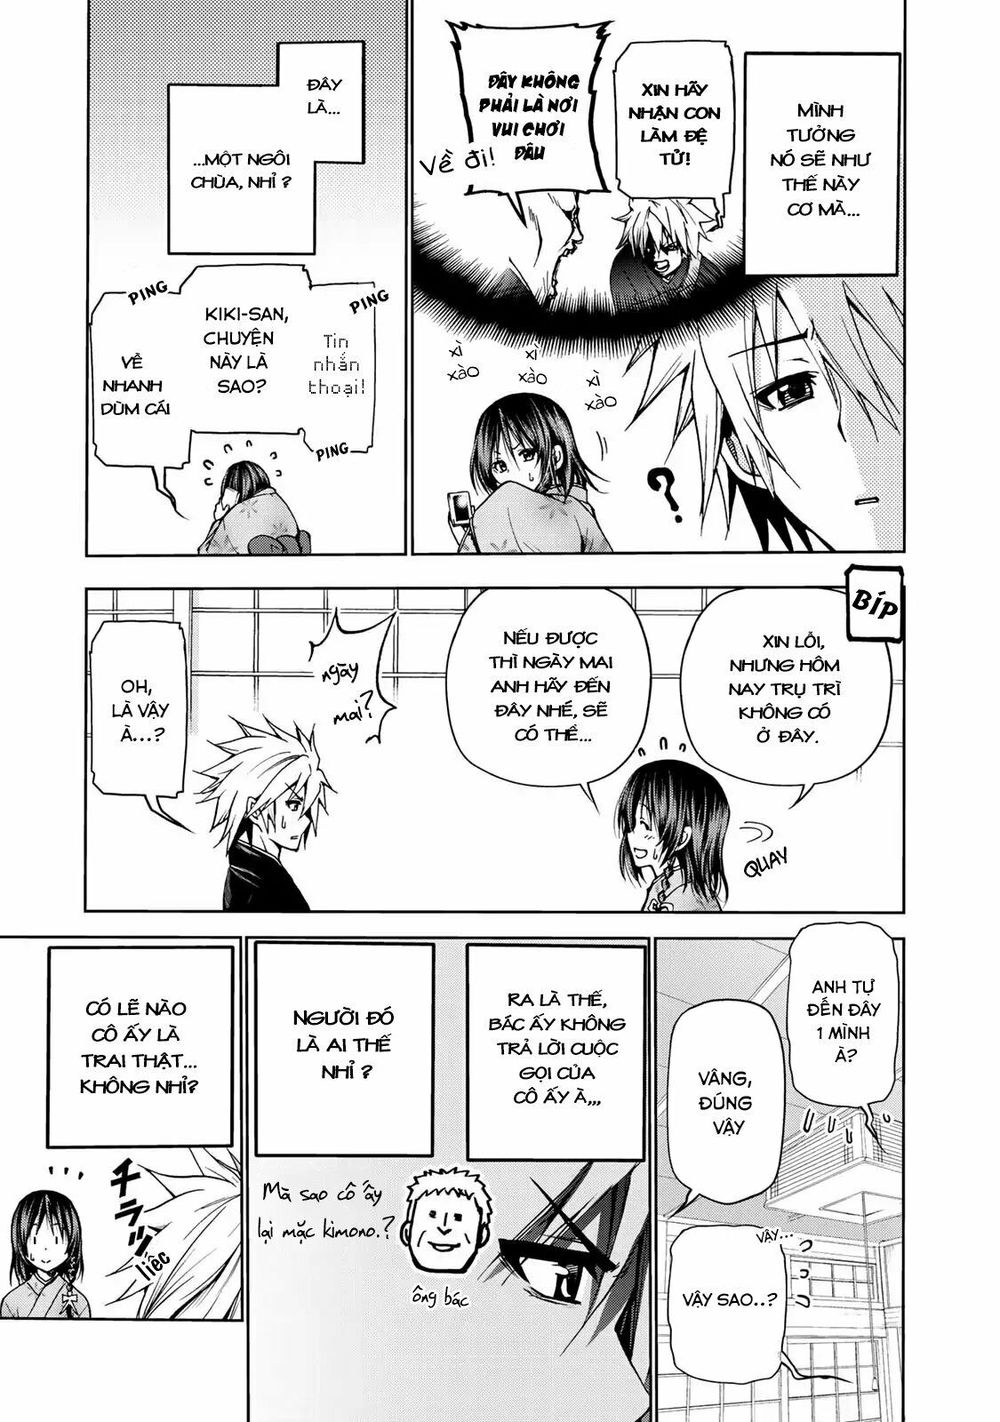 MÌNH
TƯỞNG
NÓ SẼ NHƯ
THẾ NÀY
CƠ MÀ...
XIN HÃY
NHẬN CON
LÀM ĐỆ
TỬ!
ĐÂY KHÔNG
PHẢI LÀ NƠI
VUI CHƠI
ĐÂU
Về đi!
XÌ
XÀO
XÌ
XÀO
XÌ
XÀO
?
ĐÂY
LÀ...
...MỘT NGÔI
CHÙA, NHỈ ?
PING
PING
PING
Tin
nhắn
thoại!
KIKI-SAN,
CHUYỆN
NÀY LÀ
SAO?
VỀ
NHANH
DÙM CÁI
BÍP
XIN LỖI,
NHƯNG HÔM
NAY TRỤ TRÌ
KHÔNG CÓ
Ở ĐÂY.
NẾU ĐƯỢC
THÌ NGÀY MAI
ANH HÃY ĐẾN
ĐÂY NHÉ, SẼ
CÓ THỂ...
QUAY
ngày
mai?
OH,
LÀ VẬY
À...?
ANH TỰ
ĐẾN ĐÂY
1 MÌNH
À?
VÂNG,
ĐÚNG
VẬY
VẬY...
VẬY SAO..?
RA LÀ THẾ,
BÁC ẤY KHÔNG
TRẢ LỜI CUỘC
GỌI CỦA
CÔ ẤY À,,,
NGƯỜI ĐÓ
LÀ AI THẾ
NHỈ ?
Mà sao cô ấy
lại mặc kimono.?
ông bác
CÓ LẼ NÀO
CÔ ẤY LÀ
TRAI THẬT...
KHÔNG NHỈ?
チラッ
liếc